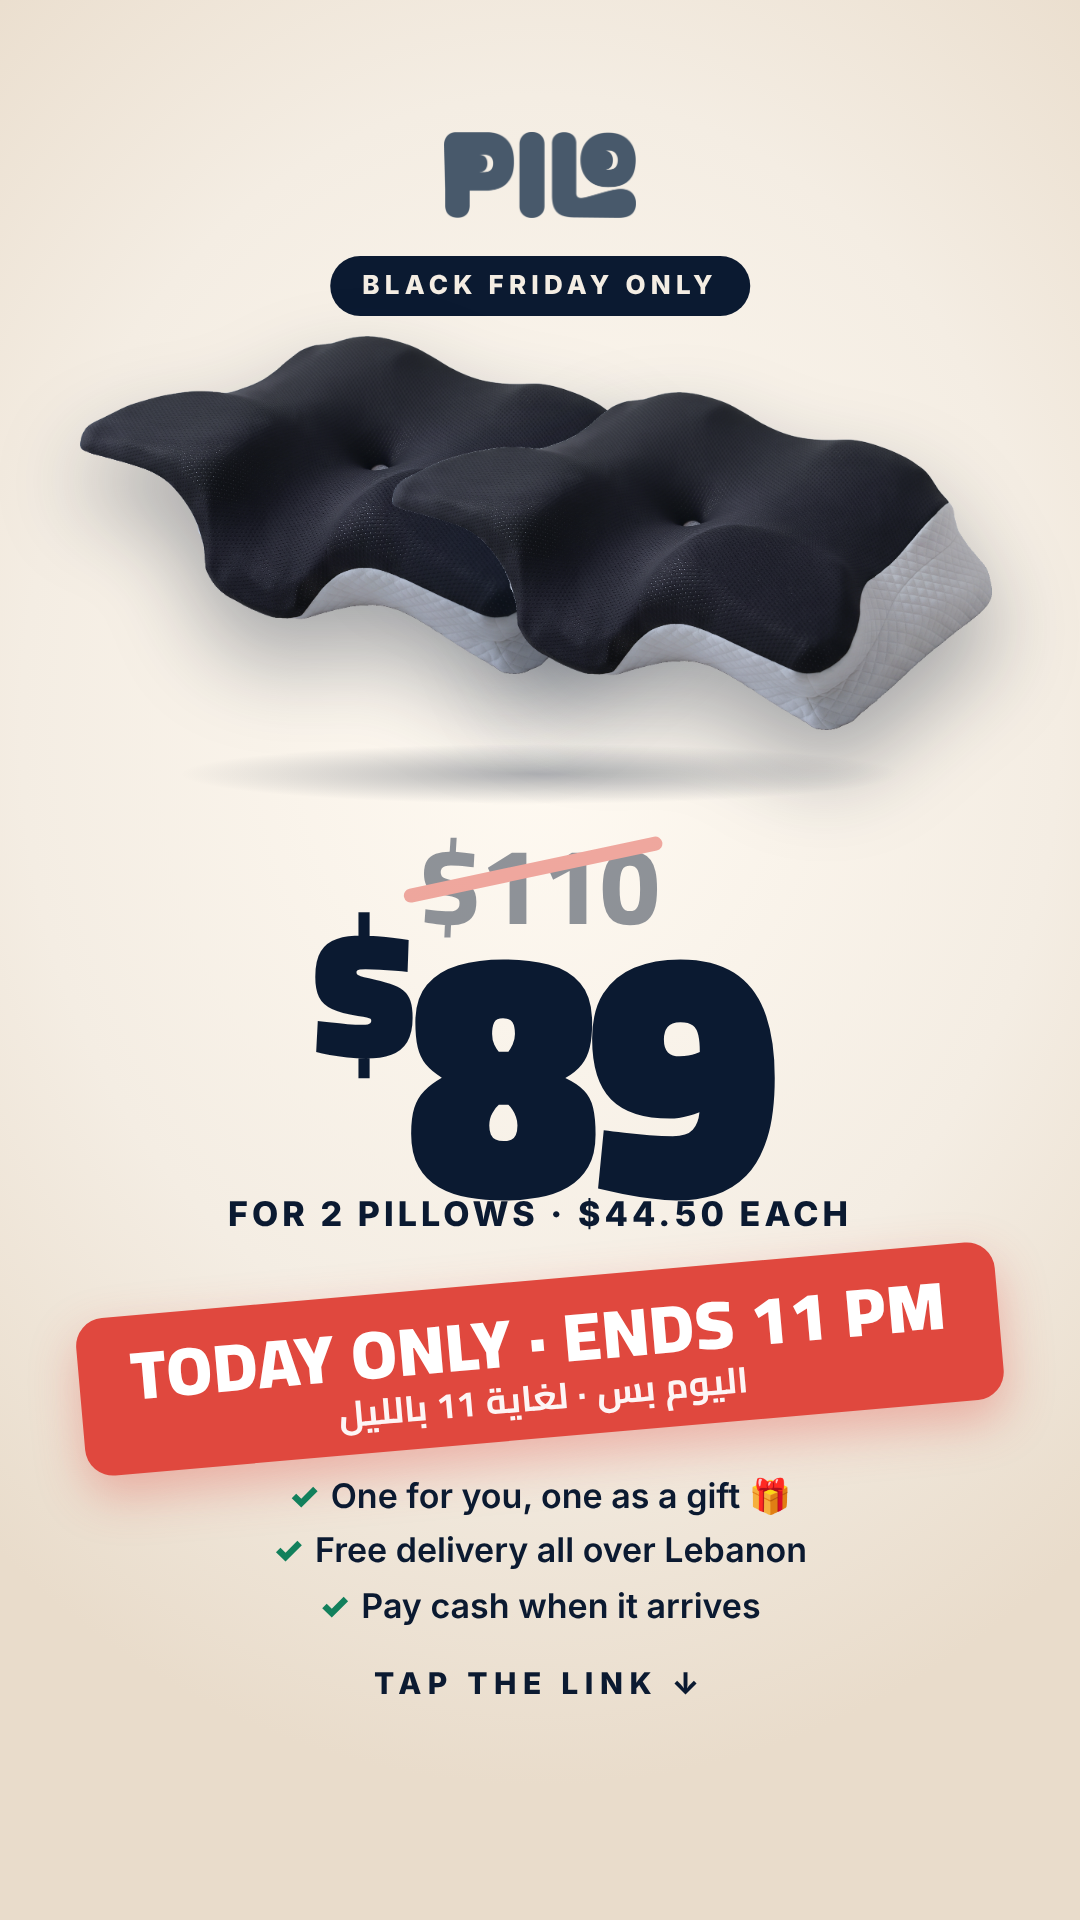 PILO
BLACK FRIDAY ONLY
$110
$89
FOR 2 PILLOWS · $44.50 EACH
TODAY ONLY · ENDS 11 PM
اليوم بس · لغاية 11 بالليل
✓ One for you, one as a gift 🎁
✓ Free delivery all over Lebanon
✓ Pay cash when it arrives
TAP THE LINK ↓